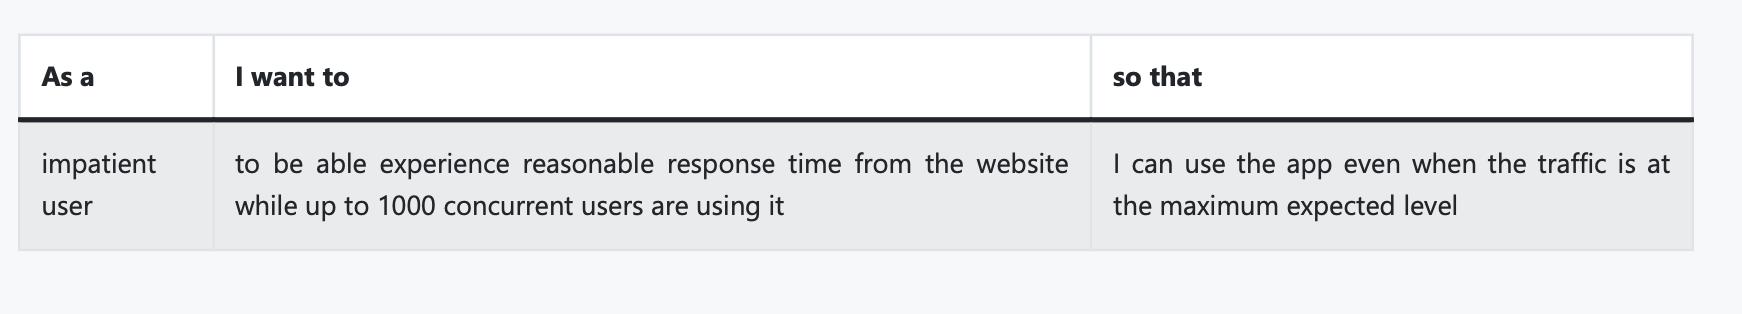 As a I want to so that
impatient to be able experience reasonable response time from the website I can use the app even when the traffic is at
user while up to 1000 concurrent users are using it the maximum expected level